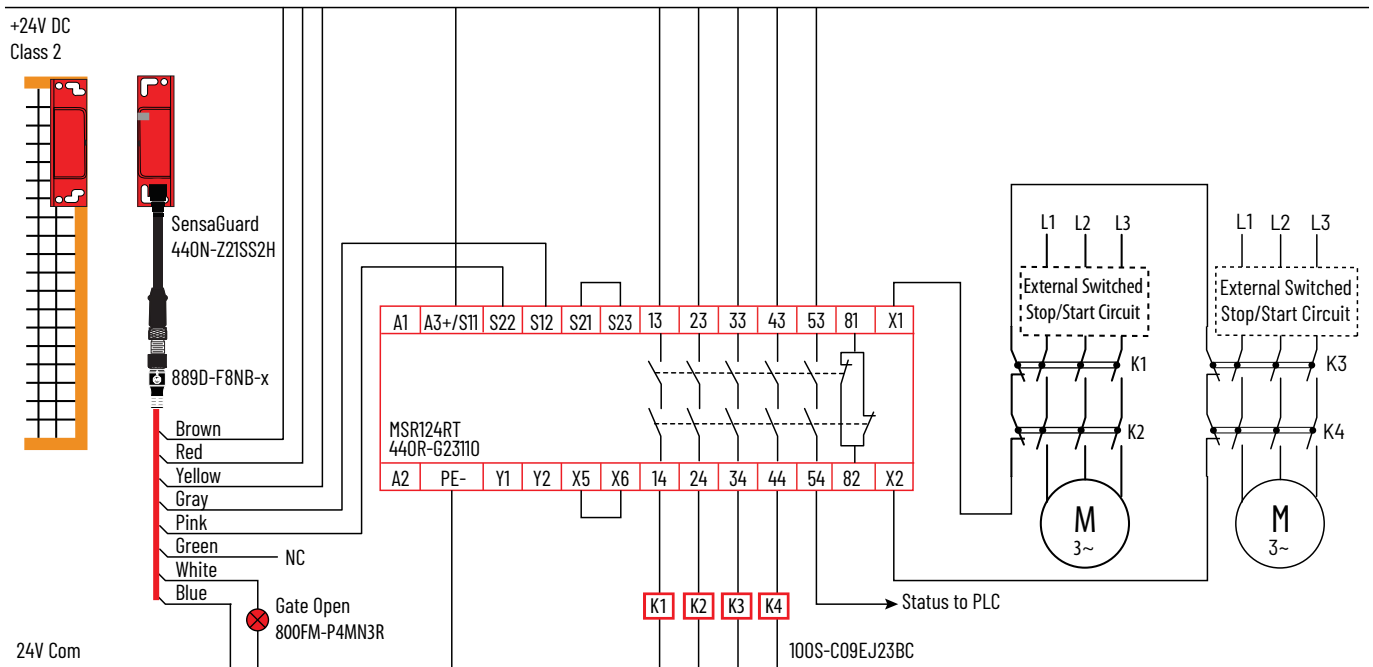 +24V DC
Class 2
SensaGuard
440N-Z21SS2H
889D-F8NB-x
Brown
Red
Yellow
Gray
Pink
Green
NC
White
Blue
Gate Open
800FM-P4MN3R
24V Com
A1 A3+/S11 S22 S12 S21 S23 13 23 33 43 53 81 X1
MSR124RT
440R-G23110
A2 PE- Y1 Y2 X5 X6 14 24 34 44 54 82 X2
K1 K2 K3 K4
Status to PLC
100S-C09EJ23BC
L1 L2 L3
External Switched
Stop/Start Circuit
K1
K2
M
3~
L1 L2 L3
External Switched
Stop/Start Circuit
K3
K4
M
3~